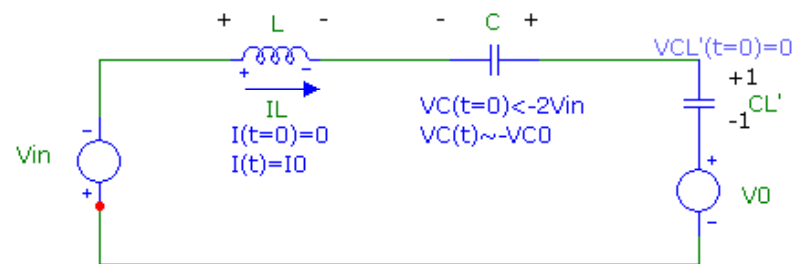 + L - - C +
VCL'(t=0)=0
+ -
+1
CL'
-1
IL
VC(t=0)<-2Vin
I(t=0)=0
VC(t)~-VC0
I(t)=I0
-
Vin
+
+
V0
-